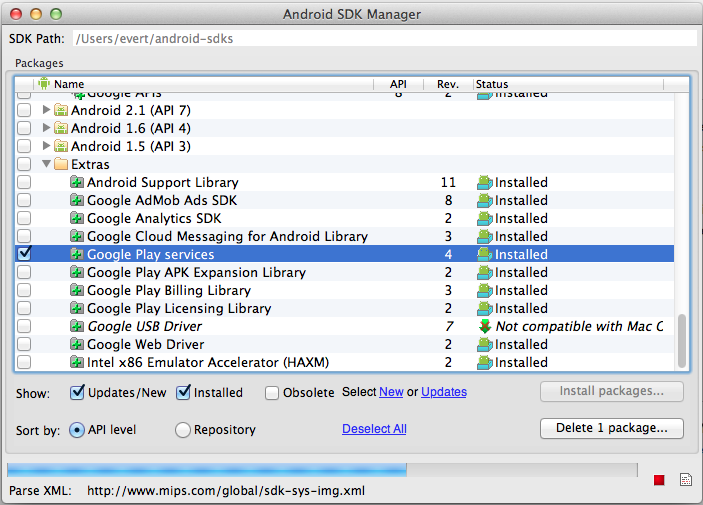 Android SDK Manager
SDK Path: /Users/evert/android-sdks
Packages
Name API Rev. Status
Google APIs 8 2 Installed
Android 2.1 (API 7)
Android 1.6 (API 4)
Android 1.5 (API 3)
Extras
Android Support Library 11 Installed
Google AdMob Ads SDK 8 Installed
Google Analytics SDK 2 Installed
Google Cloud Messaging for Android Library 3 Installed
Google Play services 4 Installed
Google Play APK Expansion Library 2 Installed
Google Play Billing Library 3 Installed
Google Play Licensing Library 2 Installed
Google USB Driver 7 Not compatible with Mac O
Google Web Driver 2 Installed
Intel x86 Emulator Accelerator (HAXM) 2 Installed
Show: Updates/New Installed Obsolete Select New or Updates Install packages...
Sort by: API level Repository Deselect All Delete 1 package...
Parse XML: http://www.mips.com/global/sdk-sys-img.xml